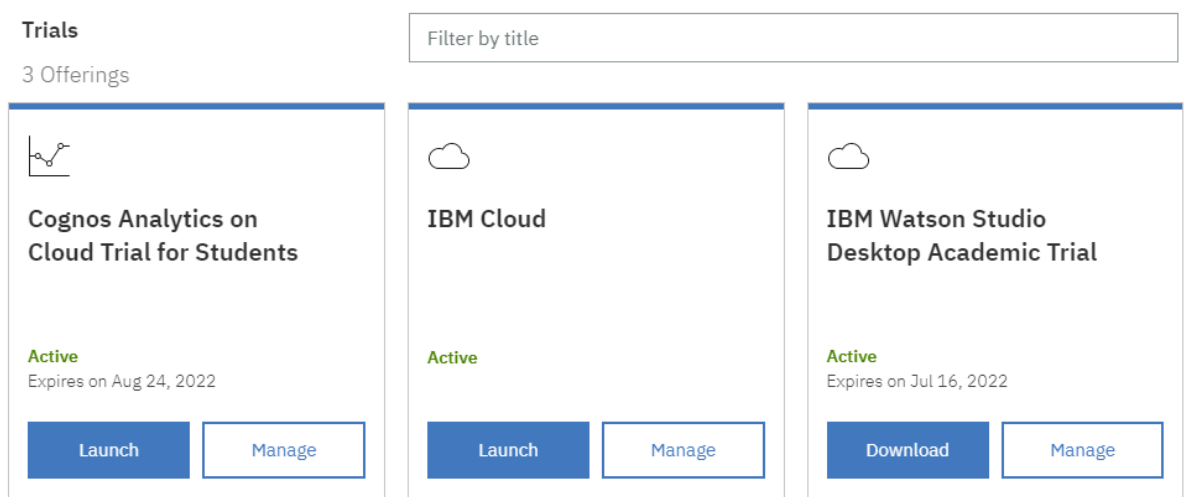 Trials
Filter by title
3 Offerings
Cognos Analytics on
Cloud Trial for Students
Active
Expires on Aug 24, 2022
Launch
Manage
IBM Cloud
Active
Launch
Manage
IBM Watson Studio
Desktop Academic Trial
Active
Expires on Jul 16, 2022
Download
Manage